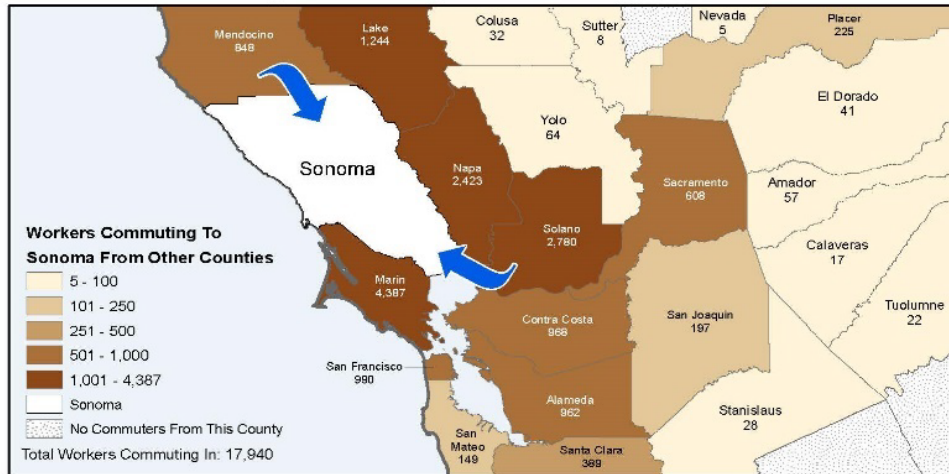 Mendocino
848
Lake
1,244
Colusa
32
Sutter
8
Nevada
5
Placer
225
El Dorado
41
Yolo
64
Sonoma
Napa
2,423
Sacramento
608
Amador
57
Solano
2,780
Calaveras
17
Workers Commuting To
Sonoma From Other Counties
5 - 100
101 - 250
251 - 500
501 - 1,000
1,001 - 4,387
Sonoma
No Commuters From This County
Total Workers Commuting In: 17,940
Marin
4,387
Contra Costa
968
San Joaquin
197
Tuolumne
22
San Francisco
990
Alameda
962
Stanislaus
28
San
Mateo
149
Santa Clara
389